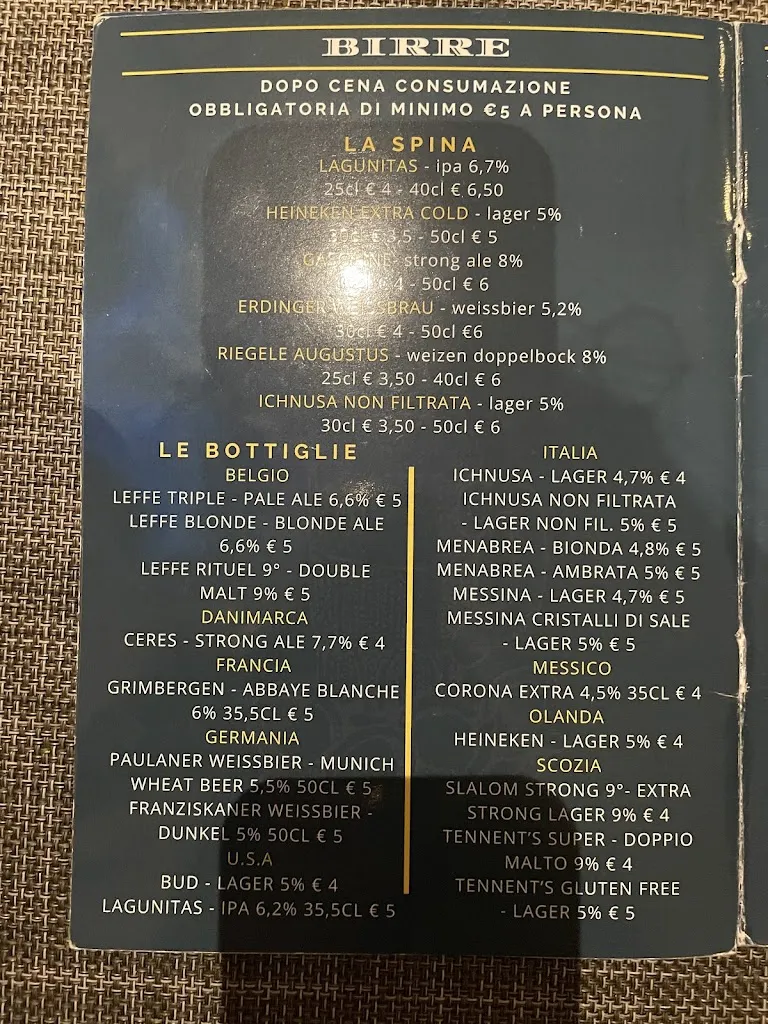 BIRRE
DOPO CENA CONSUMAZIONE
OBBLIGATORIA DI MINIMO €5 A PERSONA
LA SPINA
LAGUNITAS - ipa 6,7%
25cl € 4 - 40cl € 6,50
HEINEKEN EXTRA COLD - lager 5%
€ 3,5 - 50cl € 5
strong ale 8%
4 - 50cl € 6
ERDINGER WEISSBRAU - weissbier 5,2%
30cl € 4 - 50cl €6
RIEGELE AUGUSTUS - weizen doppelbock 8%
25cl € 3,50 - 40cl € 6
ICHNUSA NON FILTRATA - lager 5%
30cl € 3,50 - 50cl € 6
LE BOTTIGLIE
BELGIO
LEFFE TRIPLE - PALE ALE 6,6% € 5
LEFFE BLONDE - BLONDE ALE
6,6% € 5
LEFFE RITUEL 9° - DOUBLE
MALT 9% € 5
DANIMARCA
CERES - STRONG ALE 7,7% € 4
FRANCIA
GRIMBERGEN - ABBAYE BLANCHE
6% 35,5CL € 5
GERMANIA
PAULANER WEISSBIER - MUNICH
WHEAT BEER 5,5% 50CL € 5
FRANZISKANER WEISSBIER -
DUNKEL 5% 50CL € 5
U.S.A
BUD - LAGER 5% € 4
LAGUNITAS - IPA 6,2% 35,5CL € 5
ITALIA
ICHNUSA - LAGER 4,7% € 4
ICHNUSA NON FILTRATA
- LAGER NON FIL. 5% € 5
MENABREA - BIONDA 4,8% € 5
MENABREA - AMBRATA 5% € 5
MESSINA - LAGER 4,7% € 5
MESSINA CRISTALLI DI SALE
- LAGER 5% € 5
MESSICO
CORONA EXTRA 4,5% 35CL € 4
OLANDA
HEINEKEN - LAGER 5% € 4
SCOZIA
SLALOM STRONG 9°- EXTRA
STRONG LAGER 9% € 4
TENNENT'S SUPER - DOPPIO
MALTO 9% € 4
TENNENT'S GLUTEN FREE
- LAGER 5% € 5